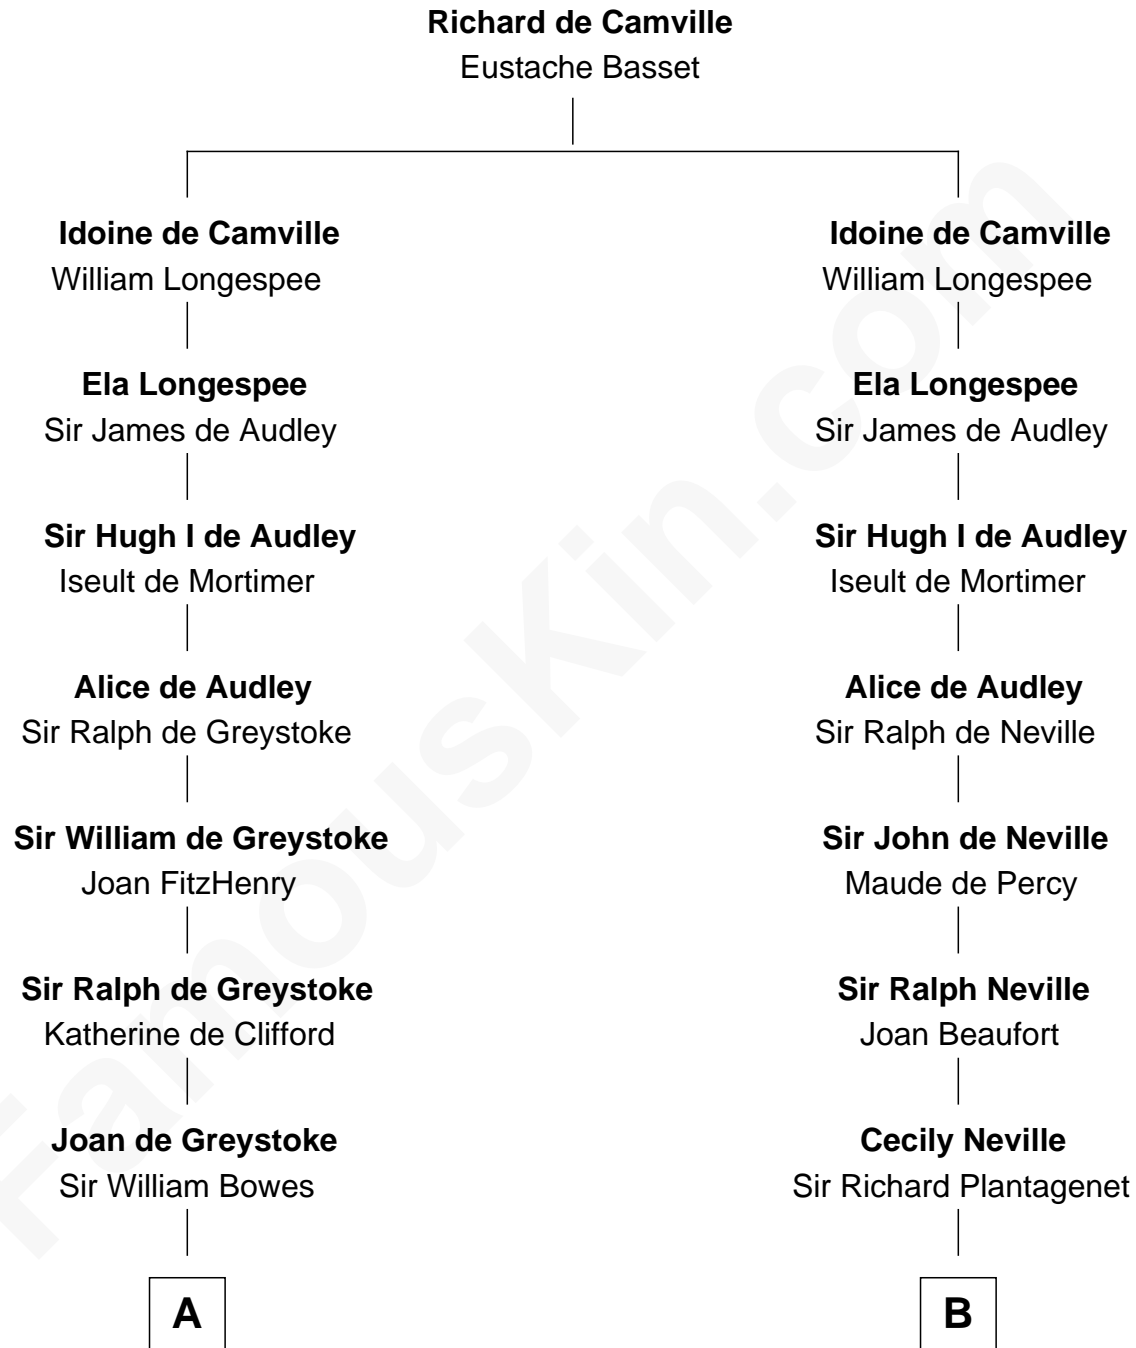 Richard de Camville
Eustache Basset
Idoine de Camville
William Longespee
Ela Longespee
Sir James de Audley
Sir Hugh I de Audley
Iseult de Mortimer
Alice de Audley
Sir Ralph de Greystoke
Sir William de Greystoke
Joan FitzHenry
Sir Ralph de Greystoke
Katherine de Clifford
Joan de Greystoke
Sir William Bowes
A
Idoine de Camville
William Longespee
Ela Longespee
Sir James de Audley
Sir Hugh I de Audley
Iseult de Mortimer
Alice de Audley
Sir Ralph de Neville
Sir John de Neville
Maude de Percy
Sir Ralph Neville
Joan Beaufort
Cecily Neville
Sir Richard Plantagenet
B
FamousKin.com